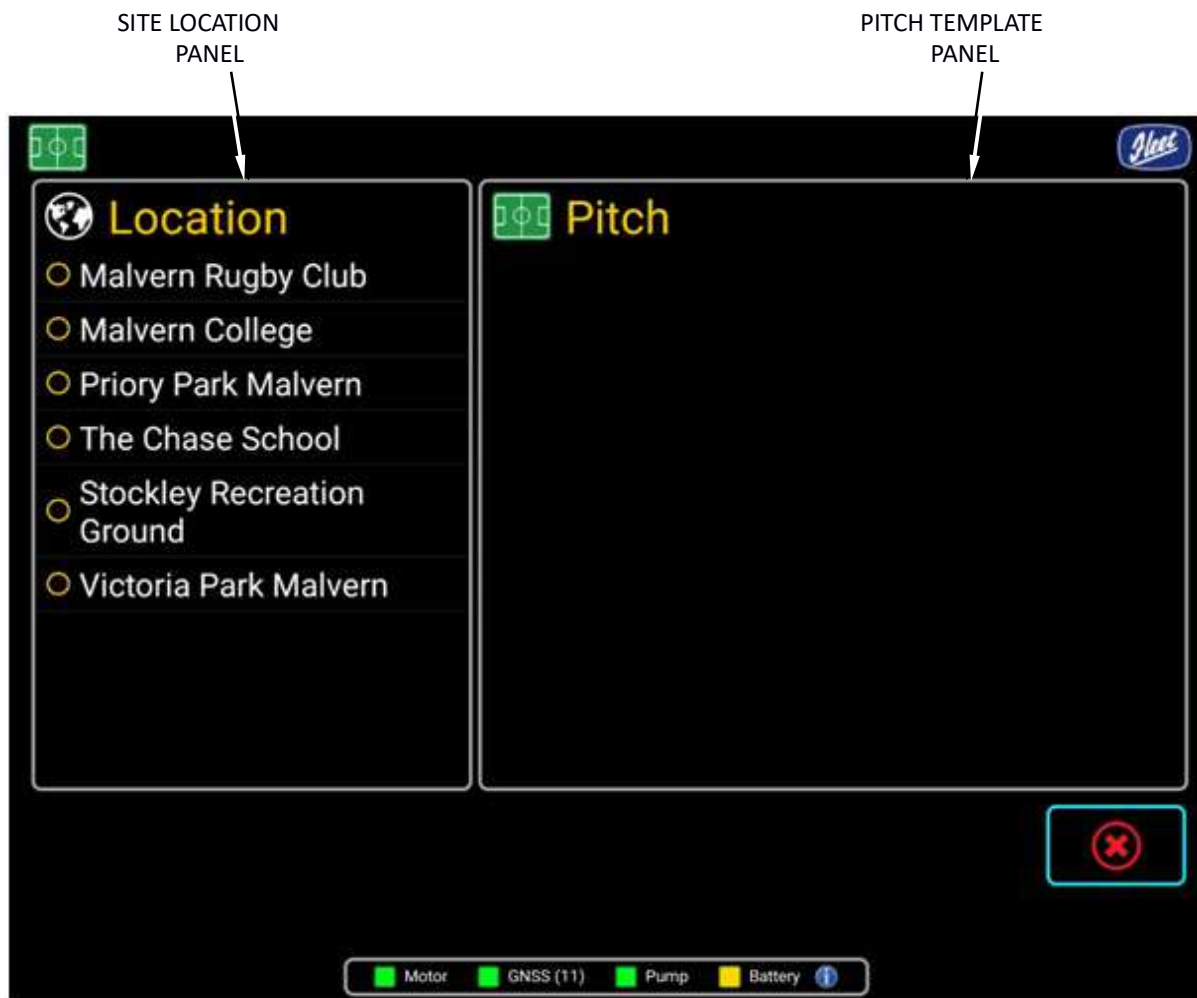 SITE LOCATION
PANEL
PITCH TEMPLATE
PANEL
Fleet
Location
Malvern Rugby Club
Malvern College
Priory Park Malvern
The Chase School
Stockley Recreation
Ground
Victoria Park Malvern
Pitch
Motor GNSS (11) Pump Battery